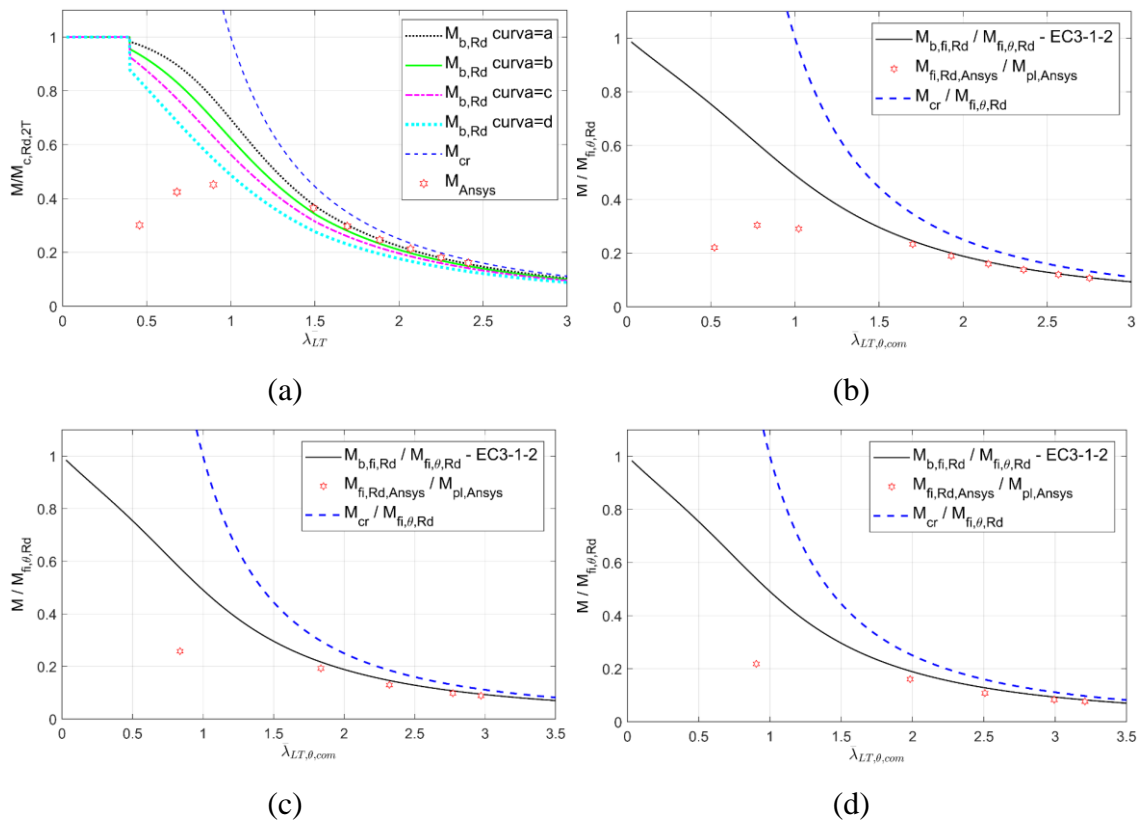 M_b,Rd curva=a
M_b,Rd curva=b
M_b,Rd curva=c
M_b,Rd curva=d
M_cr
M_Ansys
M/M_c,Rd,2T
1
0.8
0.6
0.4
0.2
0
0 0.5 1 1.5 2 2.5 3
λ̄_LT
(a)
M_b,fi,Rd / M_fi,θ,Rd - EC3-1-2
M_fi,Rd,Ansys / M_pl,Ansys
M_cr / M_fi,θ,Rd
M / M_fi,θ,Rd
1
0.8
0.6
0.4
0.2
0
0 0.5 1 1.5 2 2.5 3
λ̄_LT,θ,com
(b)
M_b,fi,Rd / M_fi,θ,Rd - EC3-1-2
M_fi,Rd,Ansys / M_pl,Ansys
M_cr / M_fi,θ,Rd
M / M_fi,θ,Rd
1
0.8
0.6
0.4
0.2
0
0 0.5 1 1.5 2 2.5 3 3.5
λ̄_LT,θ,com
(c)
M_b,fi,Rd / M_fi,θ,Rd - EC3-1-2
M_fi,Rd,Ansys / M_pl,Ansys
M_cr / M_fi,θ,Rd
M / M_fi,θ,Rd
1
0.8
0.6
0.4
0.2
0
0 0.5 1 1.5 2 2.5 3 3.5
λ̄_LT,θ,com
(d)